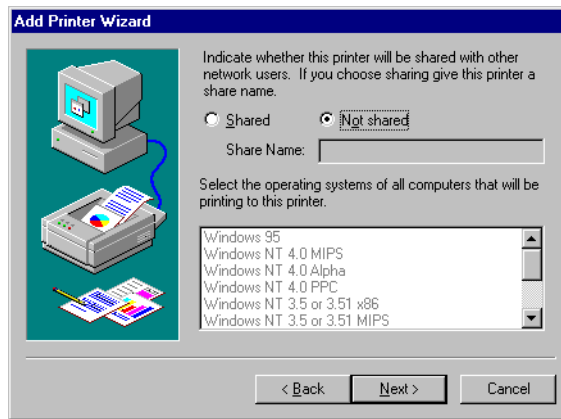 Add Printer Wizard
Indicate whether this printer will be shared with other
network users. If you choose sharing give this printer a
share name.
Shared Not shared
Share Name:
Select the operating systems of all computers that will be
printing to this printer.
Windows 95
Windows NT 4.0 MIPS
Windows NT 4.0 Alpha
Windows NT 4.0 PPC
Windows NT 3.5 or 3.51 x86
Windows NT 3.5 or 3.51 MIPS
< Back Next > Cancel